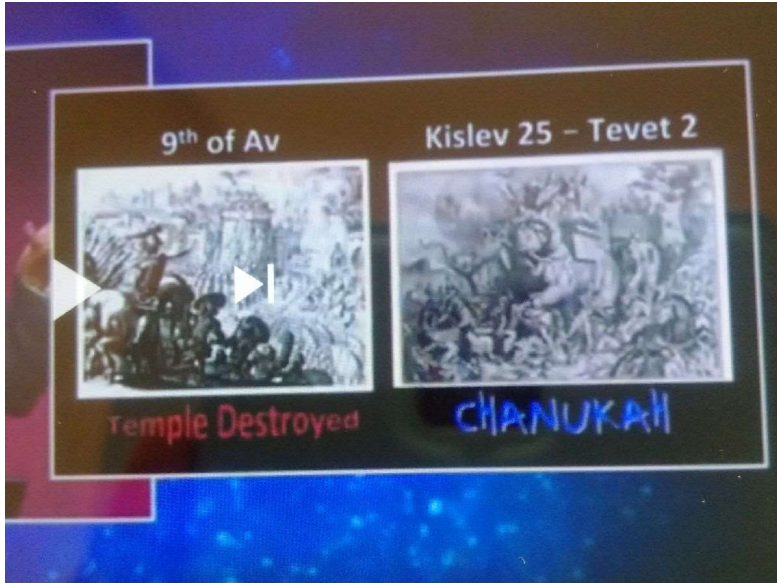 9th of Av
Kislev 25 – Tevet 2
Temple Destroyed
CHANUKAH